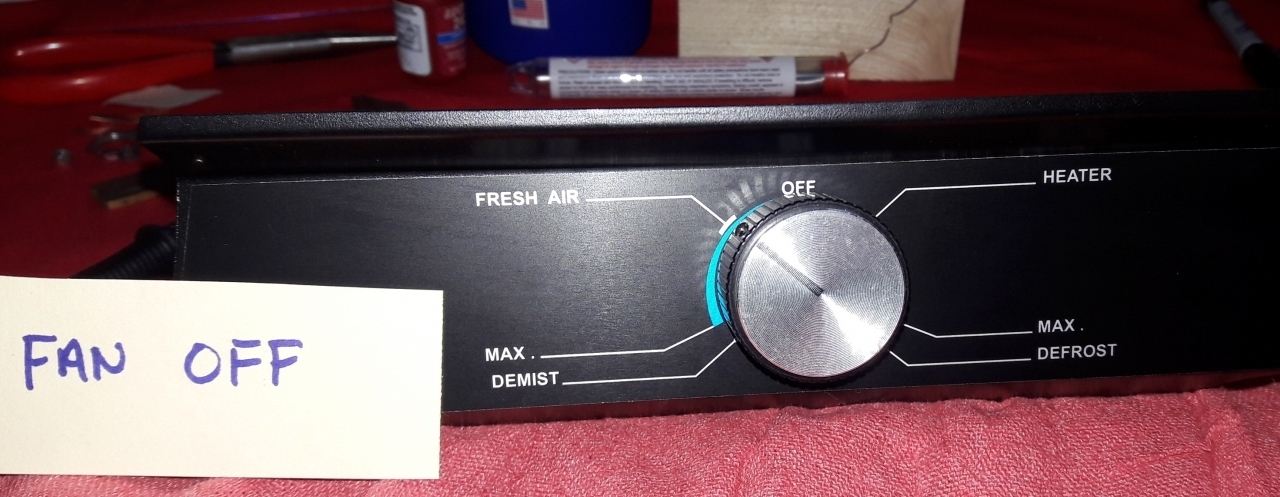 FRESH AIR
OFF
HEATER
MAX .
DEMIST
MAX .
DEFROST
FAN OFF